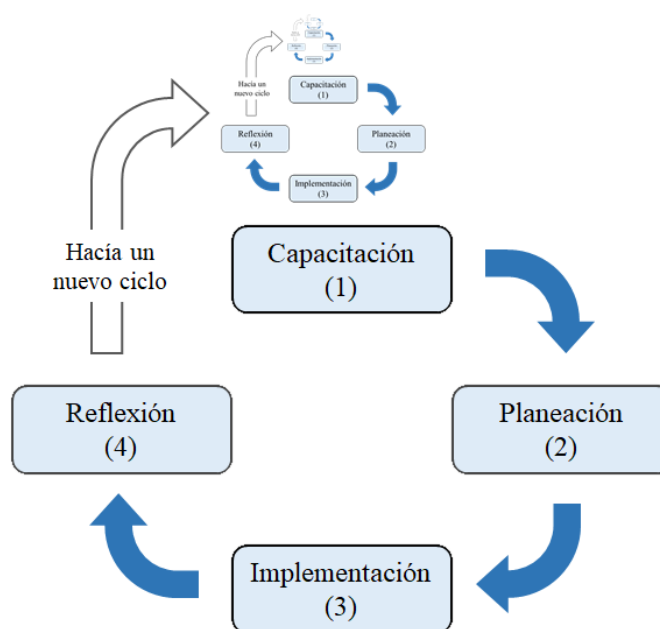 Hacía un
nuevo ciclo
Capacitación
(1)
Reflexión
(4)
Planeación
(2)
Implementación
(3)
Hacía un
nuevo ciclo
Capacitación
(1)
Reflexión
(4)
Planeación
(2)
Implementación
(3)